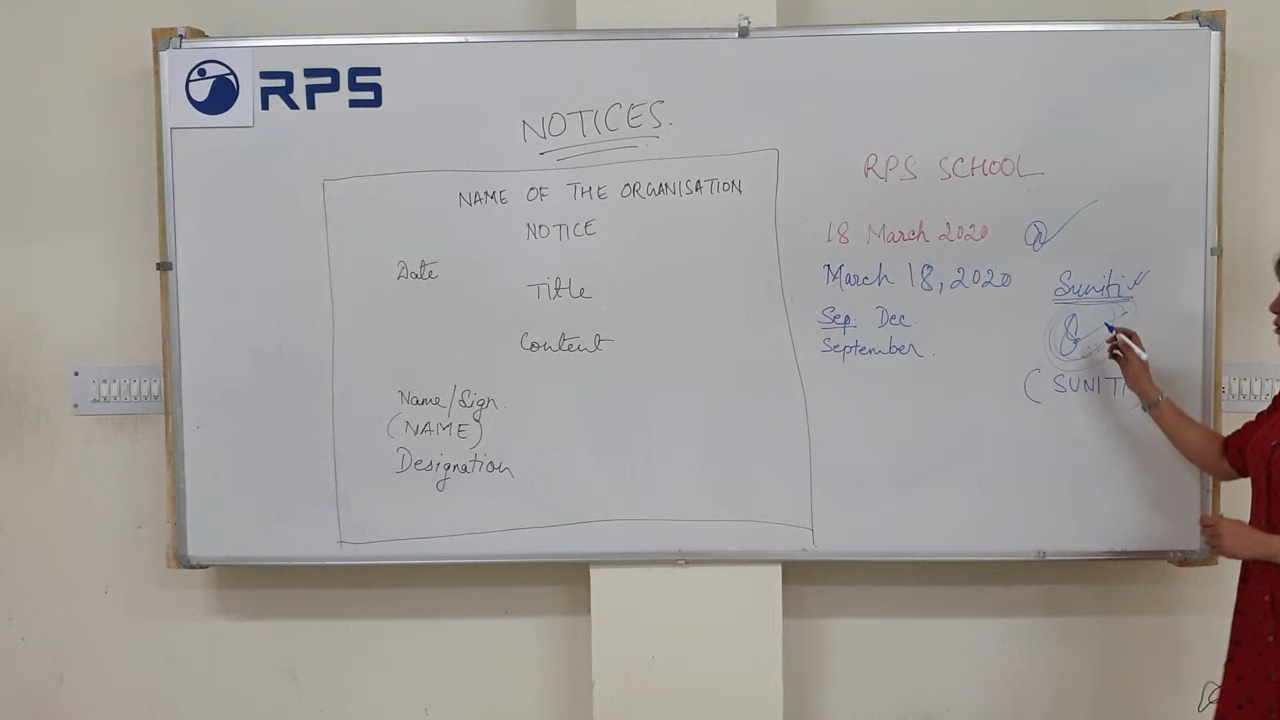 RPS
NOTICES.
NAME OF THE ORGANISATION
NOTICE
Date
Title
Content
Name/Sign.
(NAME)
Designation
RPS SCHOOL
18 March 2020
March 18, 2020
Sep. Dec.
September.
Suniti
(SUNITI